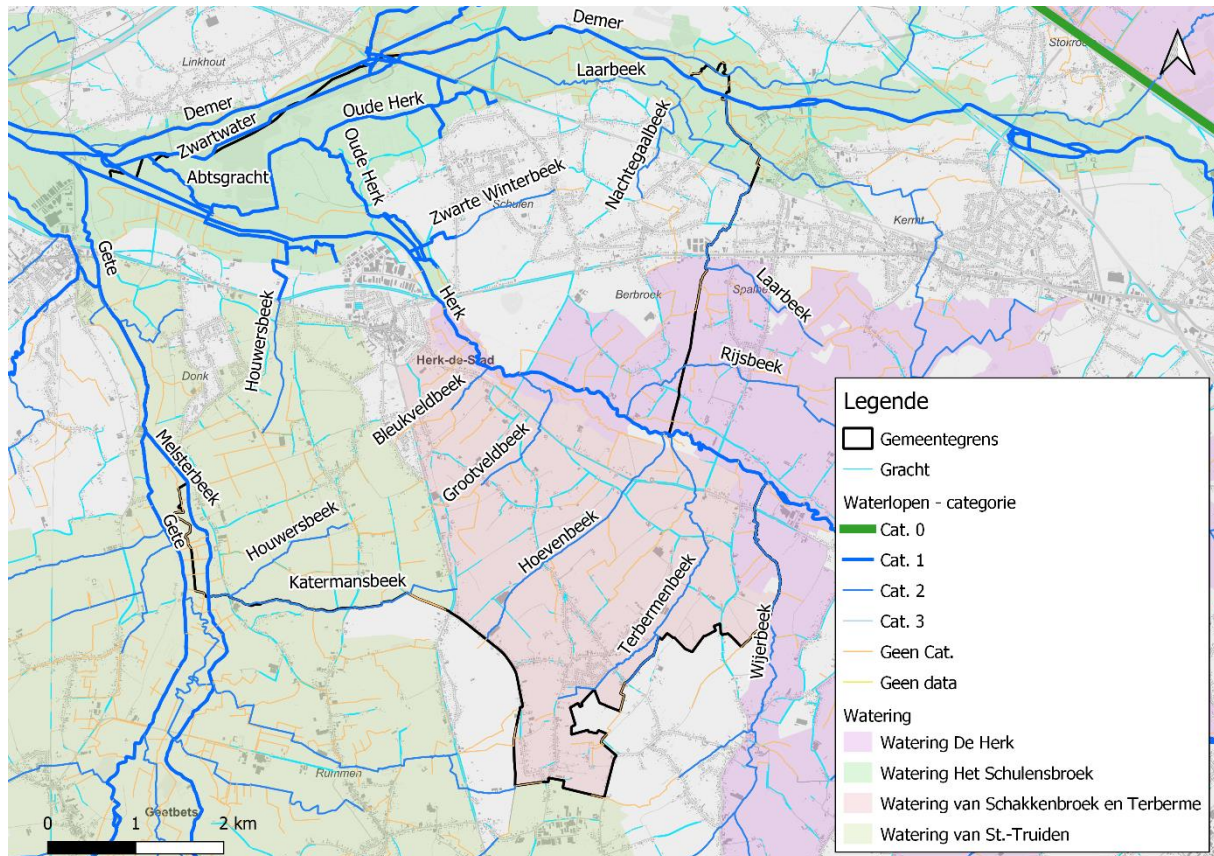 Demer
Stokroo
Linkhout
Laarbeek
Demer
Oude Herk
Zwartwater
Oude Herk
Nachtegaalbeek
Abtsgracht
Zwarte Winterbeek
Schulen
Kermt
Gete
Houwersbeek
Herk
Laarbeek
Berbroek
Spalbe
Herk-de-Stad
Rijsbeek
Donk
Bleukveldbeek
Grootveldbeek
Melsterbeek
Gete
Houwersbeek
Hoevenbeek
Katermansbeek
Terbermenbeek
Wijerbeek
Rummen
Geetbets
0 1 2 km
Legende
Gemeentegrens
Gracht
Waterlopen - categorie
Cat. 0
Cat. 1
Cat. 2
Cat. 3
Geen Cat.
Geen data
Watering
Watering De Herk
Watering Het Schulensbroek
Watering van Schakkenbroek en Terberme
Watering van St.-Truiden